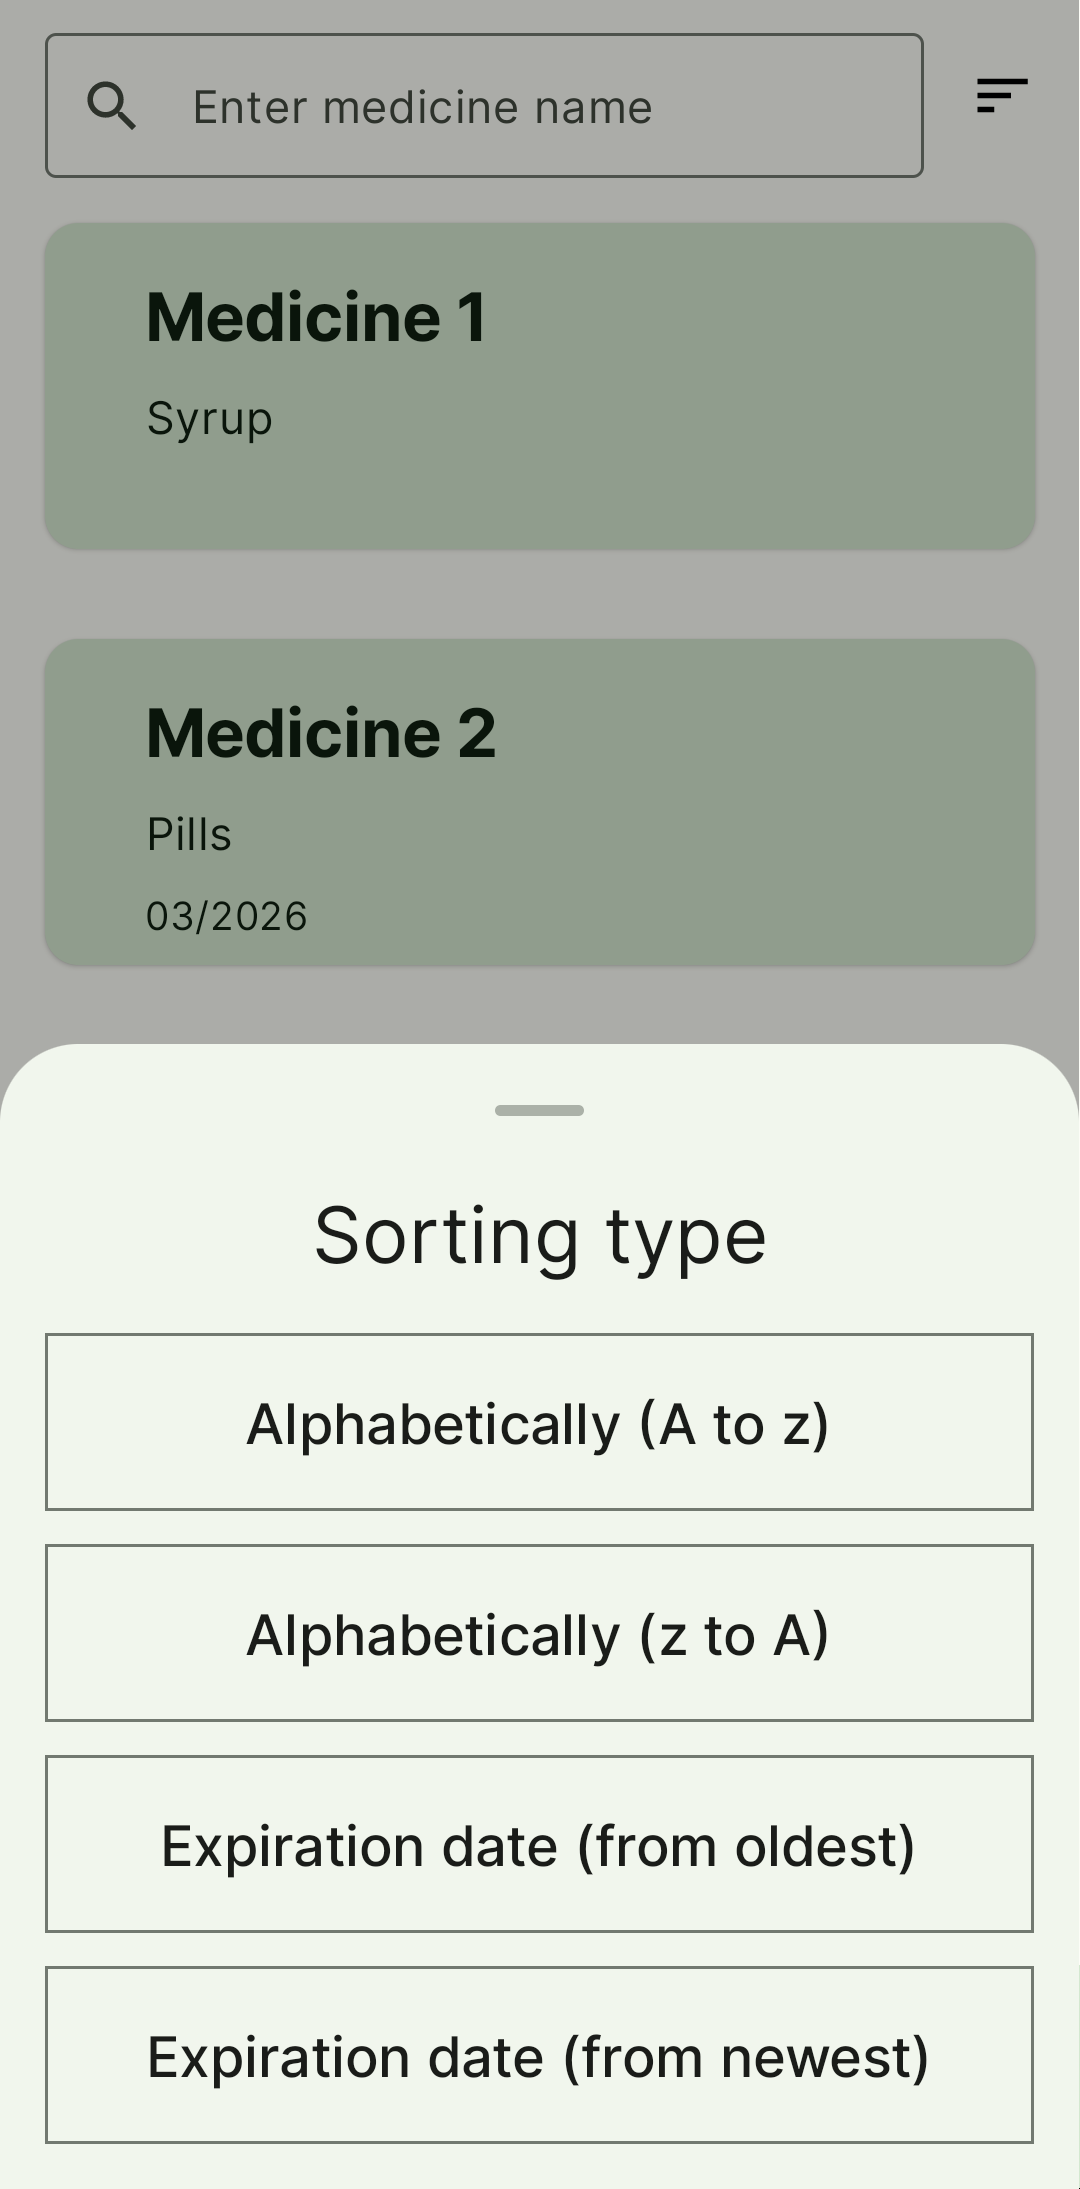 Enter medicine name
Medicine 1
Syrup
Medicine 2
Pills
03/2026
Sorting type
Alphabetically (A to z)
Alphabetically (z to A)
Expiration date (from oldest)
Expiration date (from newest)